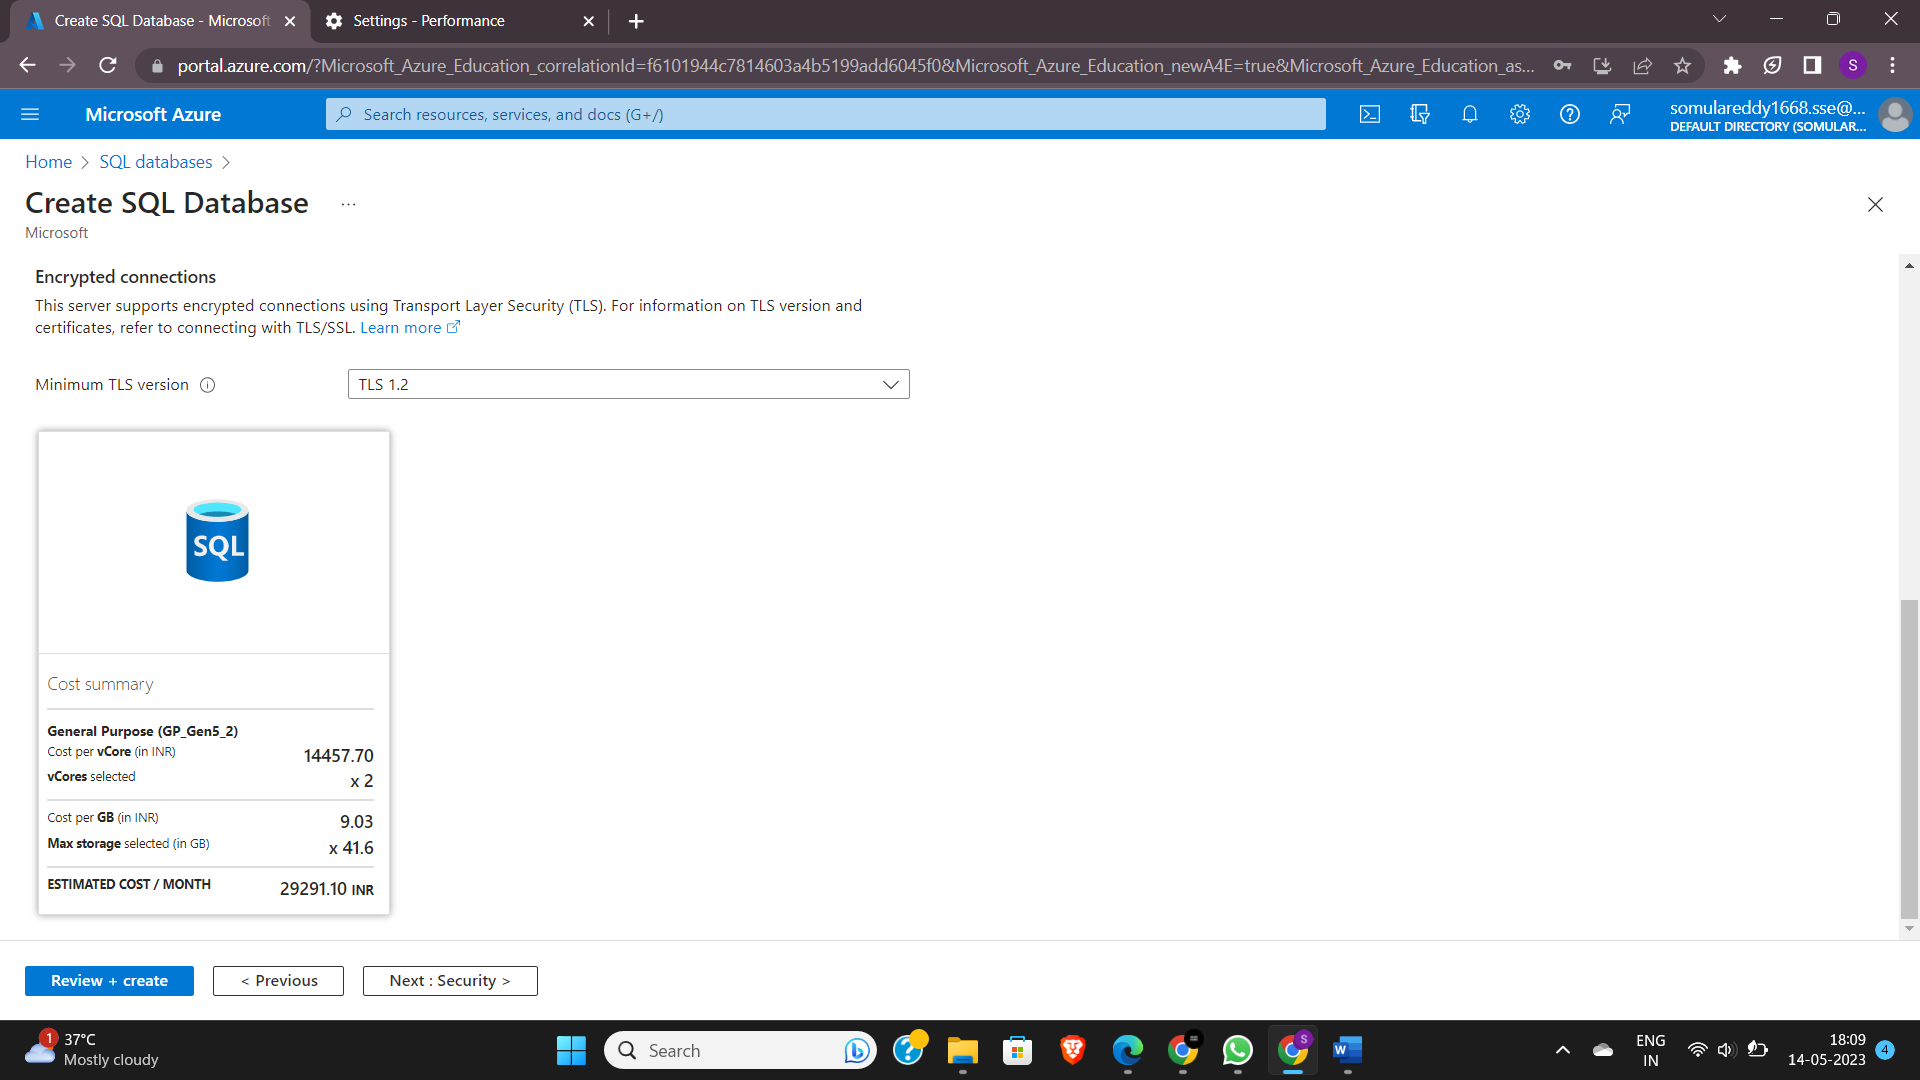 Create SQL Database - Microsoft
Settings - Performance
portal.azure.com/?Microsoft_Azure_Education_correlationId=f6101944c7814603a4b5199add6045f0&Microsoft_Azure_Education_newA4E=true&Microsoft_Azure_Education_as...
S
Microsoft Azure
Search resources, services, and docs (G+/)
somulareddy1668.sse@...
DEFAULT DIRECTORY (SOMULAR...
Home > SQL databases >
Create SQL Database ...
Microsoft
Encrypted connections
This server supports encrypted connections using Transport Layer Security (TLS). For information on TLS version and
certificates, refer to connecting with TLS/SSL. Learn more
Minimum TLS version
TLS 1.2
SQL
Cost summary
General Purpose (GP_Gen5_2)
Cost per vCore (in INR) 14457.70
vCores selected x 2
Cost per GB (in INR) 9.03
Max storage selected (in GB) x 41.6
ESTIMATED COST / MONTH 29291.10 INR
Review + create
< Previous
Next : Security >
1
37°C
Mostly cloudy
Search
S
W
ENG
IN
18:09
14-05-2023
4